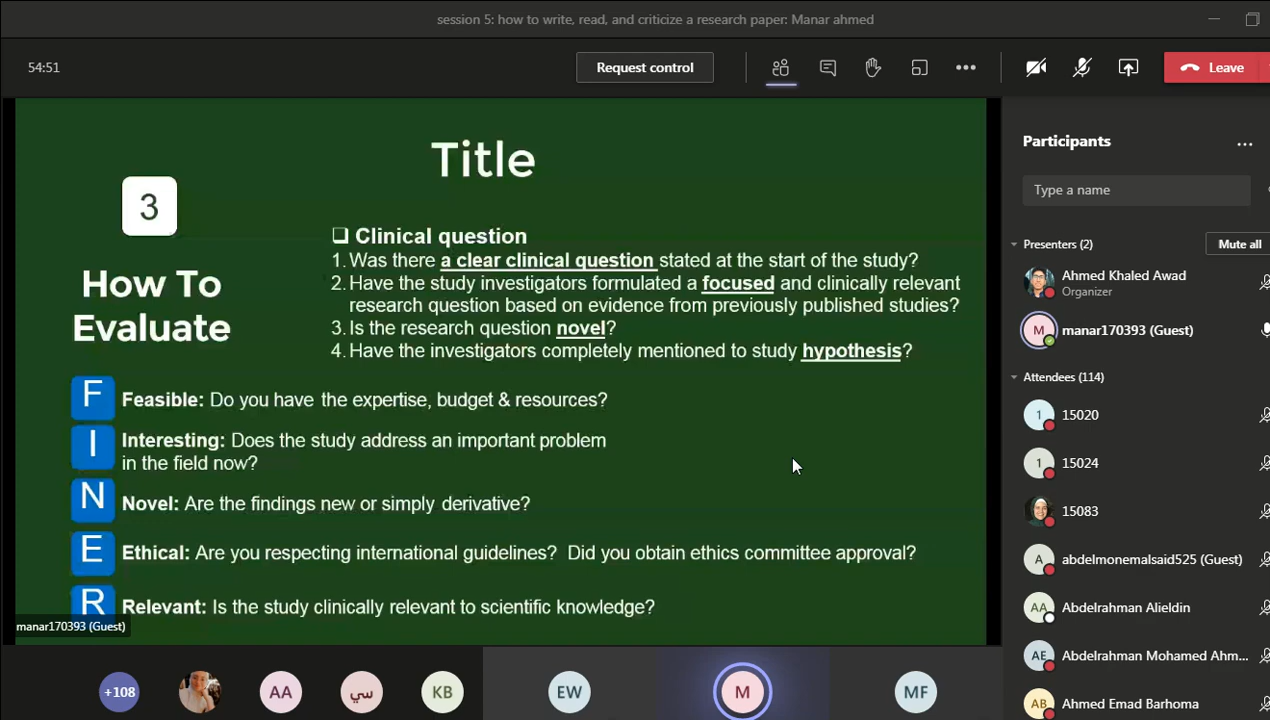 session 5: how to write, read, and criticize a research paper: Manar ahmed
54:51
Request control
Leave
Title
3
How To
Evaluate
❑ Clinical question
1. Was there a clear clinical question stated at the start of the study?
2. Have the study investigators formulated a focused and clinically relevant
research question based on evidence from previously published studies?
3. Is the research question novel?
4. Have the investigators completely mentioned to study hypothesis?
F Feasible: Do you have the expertise, budget & resources?
I Interesting: Does the study address an important problem
in the field now?
N Novel: Are the findings new or simply derivative?
E Ethical: Are you respecting international guidelines? Did you obtain ethics committee approval?
R Relevant: Is the study clinically relevant to scientific knowledge?
manar170393 (Guest)
+108
AA
سي
KB
EW
M
MF
Participants
Type a name
Presenters (2)
Mute all
Ahmed Khaled Awad
Organizer
M manar170393 (Guest)
Attendees (114)
1 15020
1 15024
15083
A abdelmonemalsaid525 (Guest)
AA Abdelrahman Alieldin
AE Abdelrahman Mohamed Ahm...
AB Ahmed Emad Barhoma